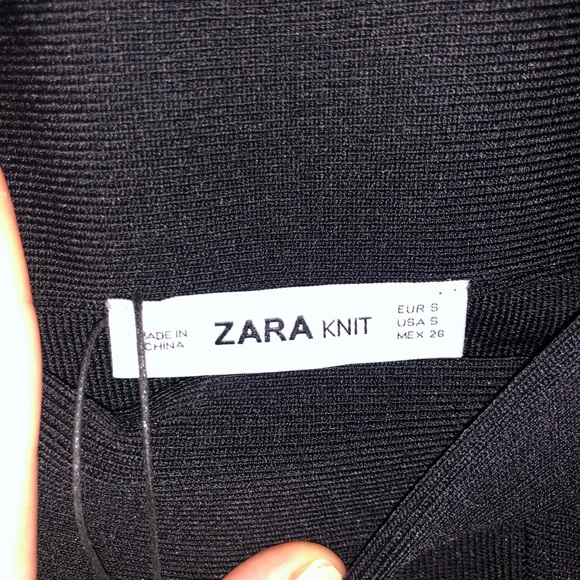 MADE IN
CHINA
ZARA KNIT
EUR S
USA S
MEX 26